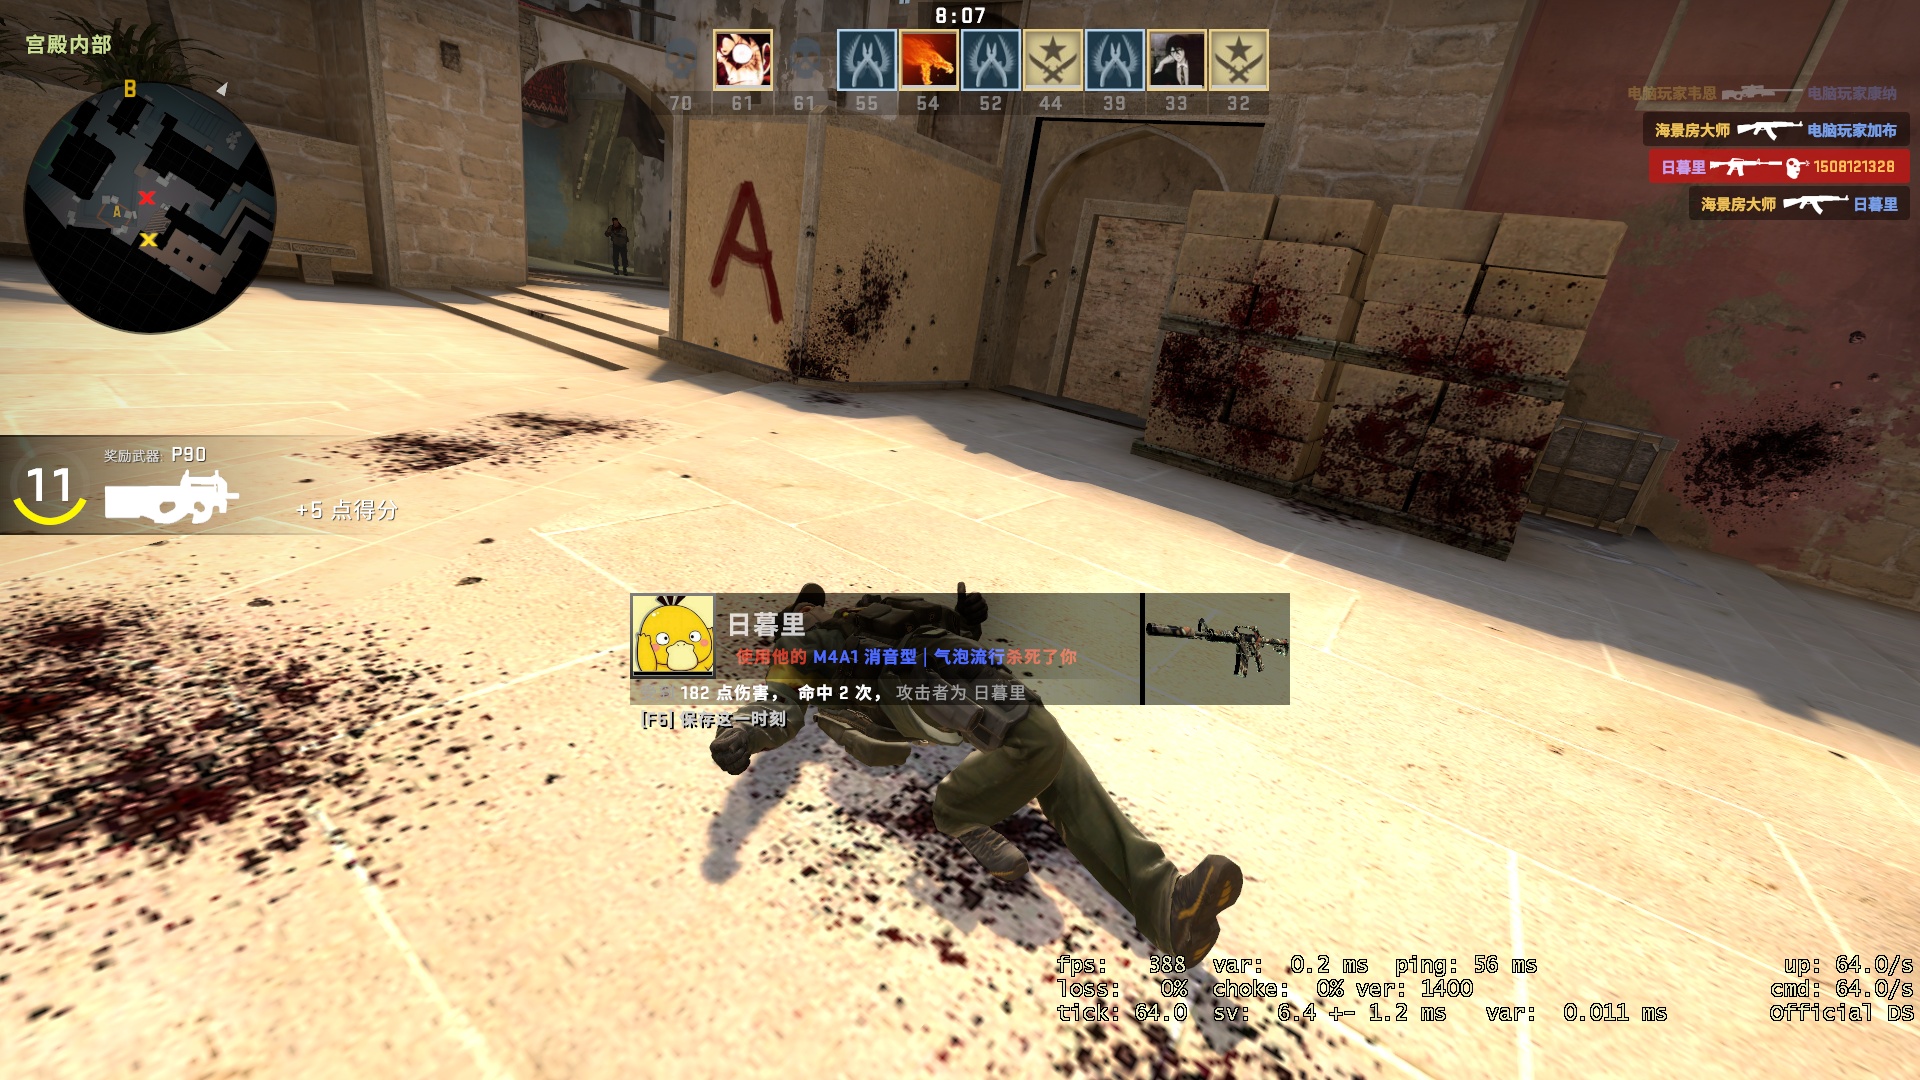 8:07
宫殿内部
B
A
70 61 61 55 54 52 44 39 33 32
电脑玩家韦恩 电脑玩家康纳
海景房大师 电脑玩家加布
日暮里 1508121328
海景房大师 日暮里
A
奖励武器: P90
11
+5 点得分
日暮里
使用他的 M4A1 消音型 | 气泡流行杀死了你
182 点伤害, 命中 2 次, 攻击者为 日暮里
[F6] 保存这一时刻
fps: 388 var: 0.2 ms ping: 56 ms up: 64.0/s
loss: 0% choke: 0% ver: 1400 cmd: 64.0/s
tick: 64.0 sv: 6.4 +- 1.2 ms var: 0.011 ms Official DS